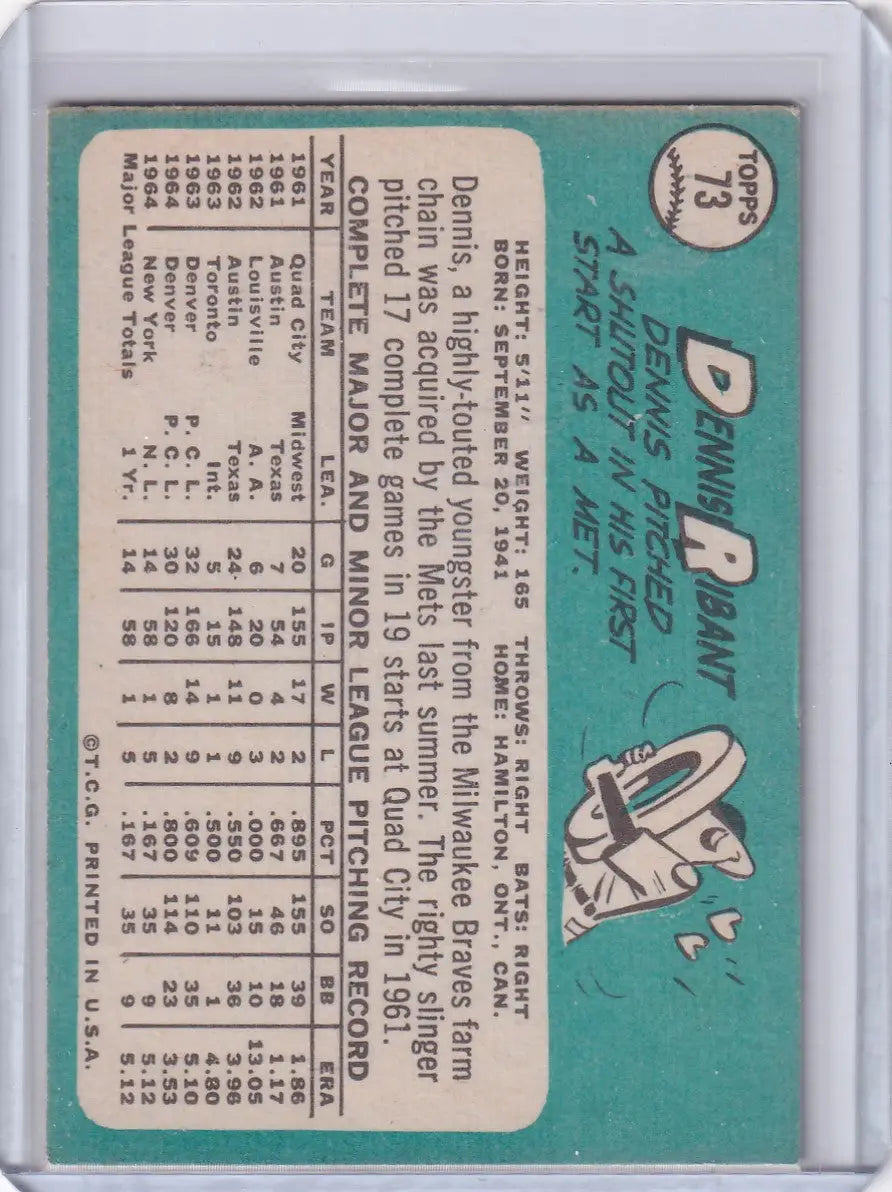 TOPPS
73
DENNIS RIBANT
A SHUTOUT IN HIS FIRST
DENNIS PITCHED
START AS A MET.
HEIGHT: 5'11" WEIGHT: 165 THROWS: RIGHT BATS: RIGHT
BORN: SEPTEMBER 20, 1941 HOME: HAMILTON, ONT., CAN.
Dennis, a highly-touted youngster from the Milwaukee Braves farm
chain was acquired by the Mets last summer. The righty slinger
pitched 17 complete games in 19 starts at Quad City in 1961.
COMPLETE MAJOR AND MINOR LEAGUE PITCHING RECORD
YEAR TEAM LEA. G IP W L PCT SO BB ERA
1961 Quad City Midwest 20 155 17 2 .895 155 39 1.86
1961 Austin Texas 7 54 4 2 .667 46 18 1.17
1962 Louisville A. A. 6 20 0 3 .000 15 10 13.05
1962 Austin Texas 24 148 11 9 .550 103 36 3.96
1963 Toronto Int. 5 15 1 1 .500 11 1 4.80
1963 Denver P. C. L. 32 166 14 9 .609 110 35 5.10
1964 Denver P. C. L. 30 120 8 2 .800 114 23 3.53
1964 New York N. L. 14 58 1 5 .167 35 9 5.12
Major League Totals 1 Yr. 14 58 1 5 .167 35 9 5.12
©T.C.G. PRINTED IN U.S.A.